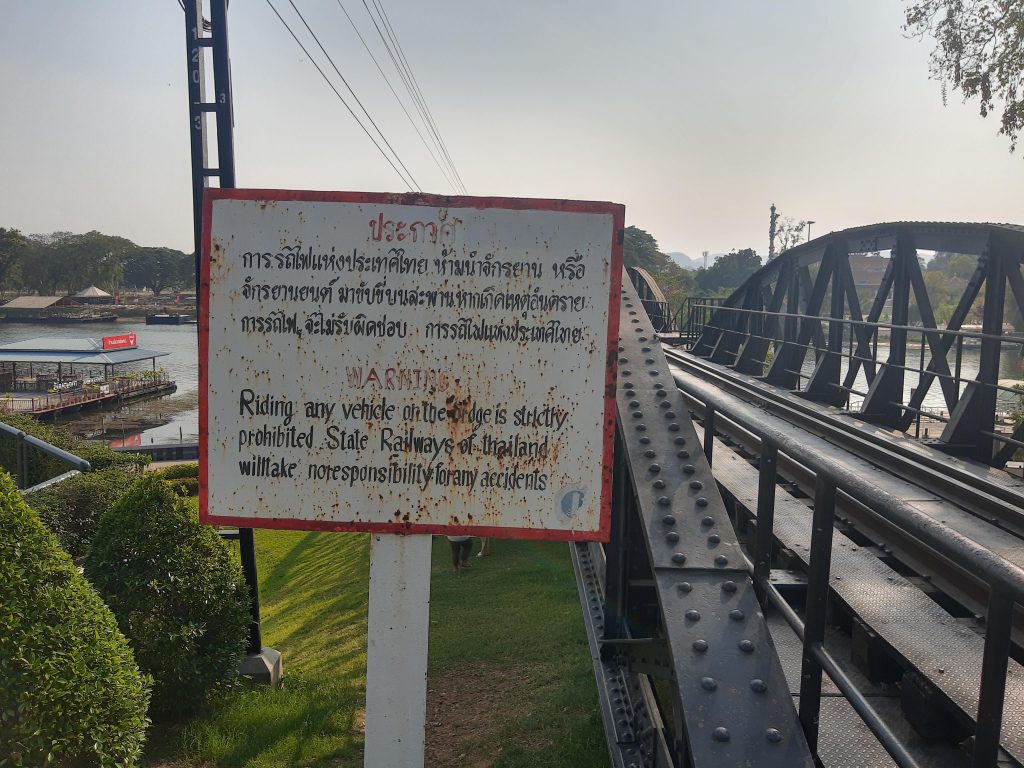 ประกาศ
การรถไฟแห่งประเทศไทย ห้ามนำจักรยาน หรือ
จักรยานยนต์ มาขับขี่บนสะพานหากเกิดเหตุอันตราย
การรถไฟ, จะไม่รับผิดชอบ การรถไฟแห่งประเทศไทย
WARNING
Riding any vehicle on the bridge is strictly
prohibited State Railways of thailand
willtake noresponsibility for any accidents